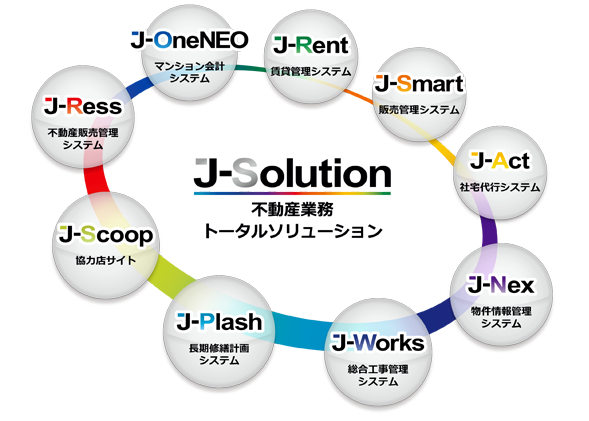 J-OneNEO
マンション会計
システム
J-Rent
賃貸管理システム
J-Smart
販売管理システム
J-Act
社宅代行システム
J-Nex
物件情報管理
システム
J-Works
総合工事管理
システム
J-Plash
長期修繕計画
システム
J-Scoop
協力店サイト
J-Ress
不動産販売管理
システム
J-Solution
不動産業務
トータルソリューション